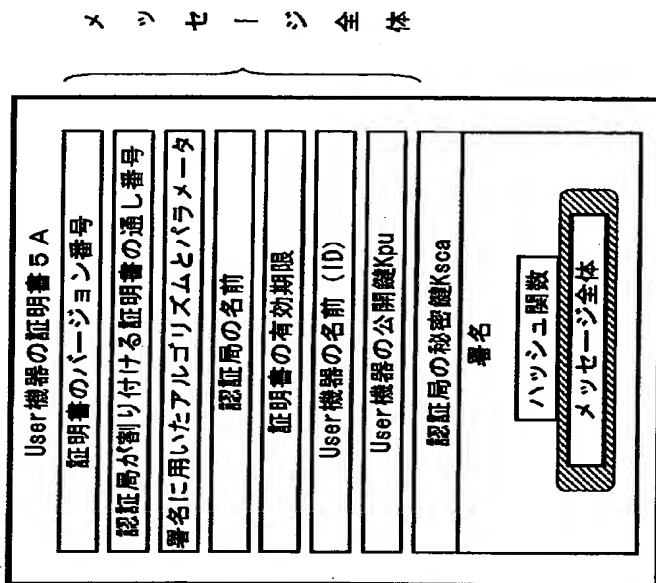 メッセージ全体
User機器の証明書5A
証明書のバージョン番号
認証局が割り付ける証明書の通し番号
署名に用いたアルゴリズムとパラメータ
認証局の名前
証明書の有効期限
User機器の名前 (ID)
User機器の公開鍵Kpu
認証局の秘密鍵Ksca
署名
ハッシュ関数
メッセージ全体